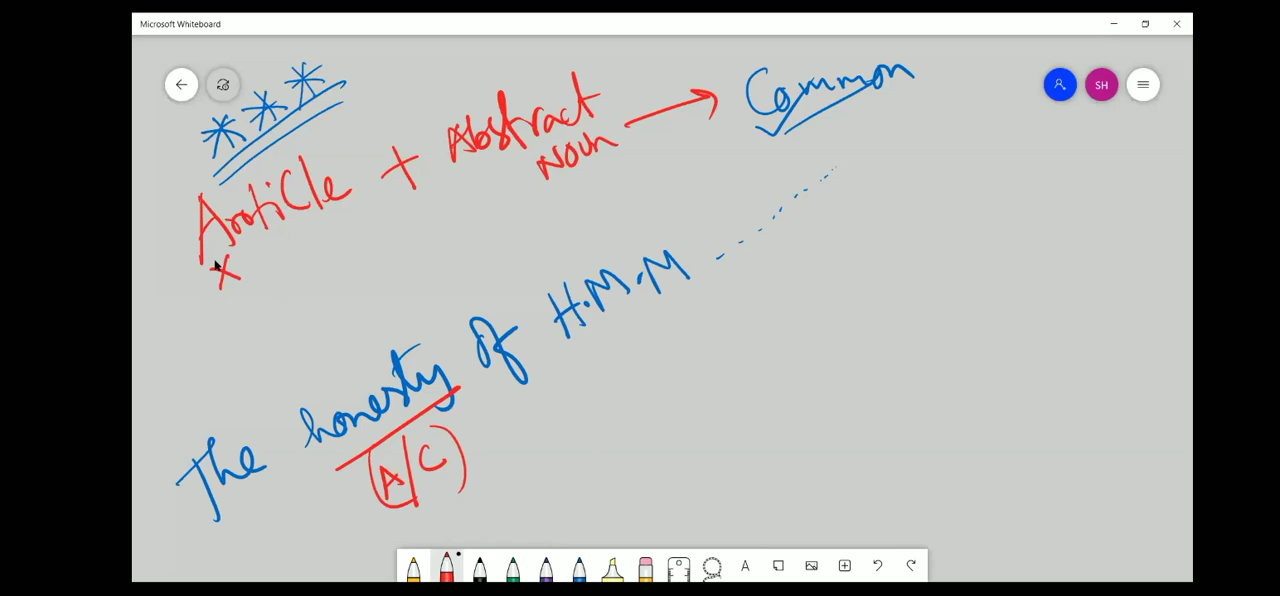 Microsoft Whiteboard
SH
*** 
Article + Abstract Noun → Common
x
The honesty of H.M.M ........
(A/C)
A